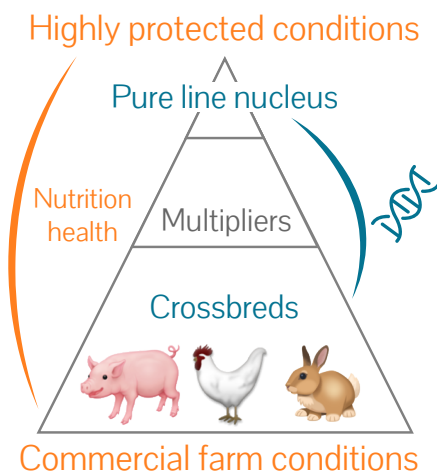 Highly protected conditions
Pure line nucleus
Nutrition
health
Multipliers
Crossbreds
Commercial farm conditions